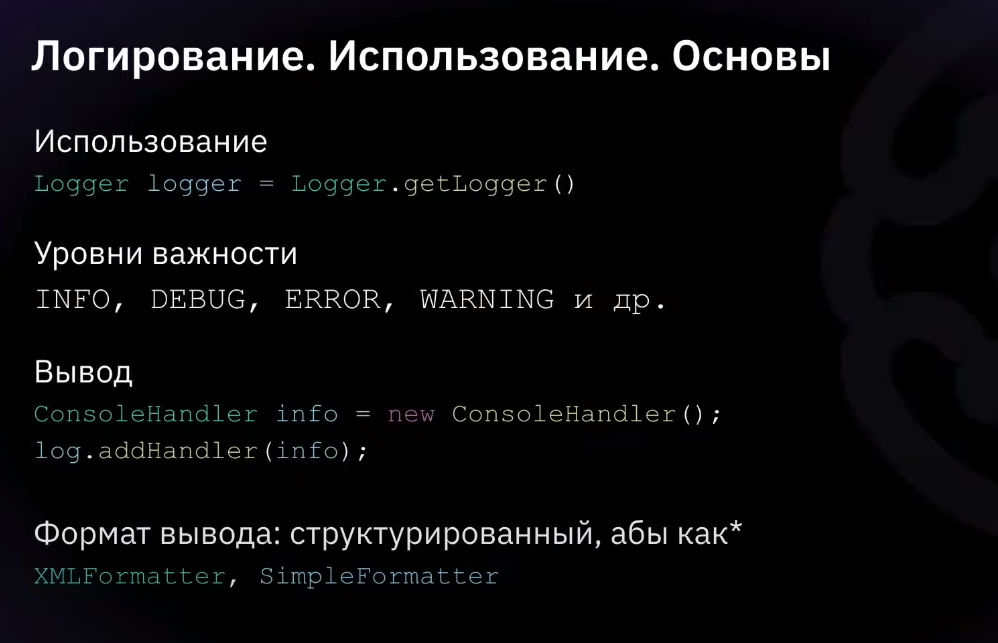 Логирование. Использование. Основы
Использование
Logger logger = Logger.getLogger()
Уровни важности
INFO, DEBUG, ERROR, WARNING и др.
Вывод
ConsoleHandler info = new ConsoleHandler();
log.addHandler(info);
Формат вывода: структурированный, абы как*
XMLFormatter, SimpleFormatter